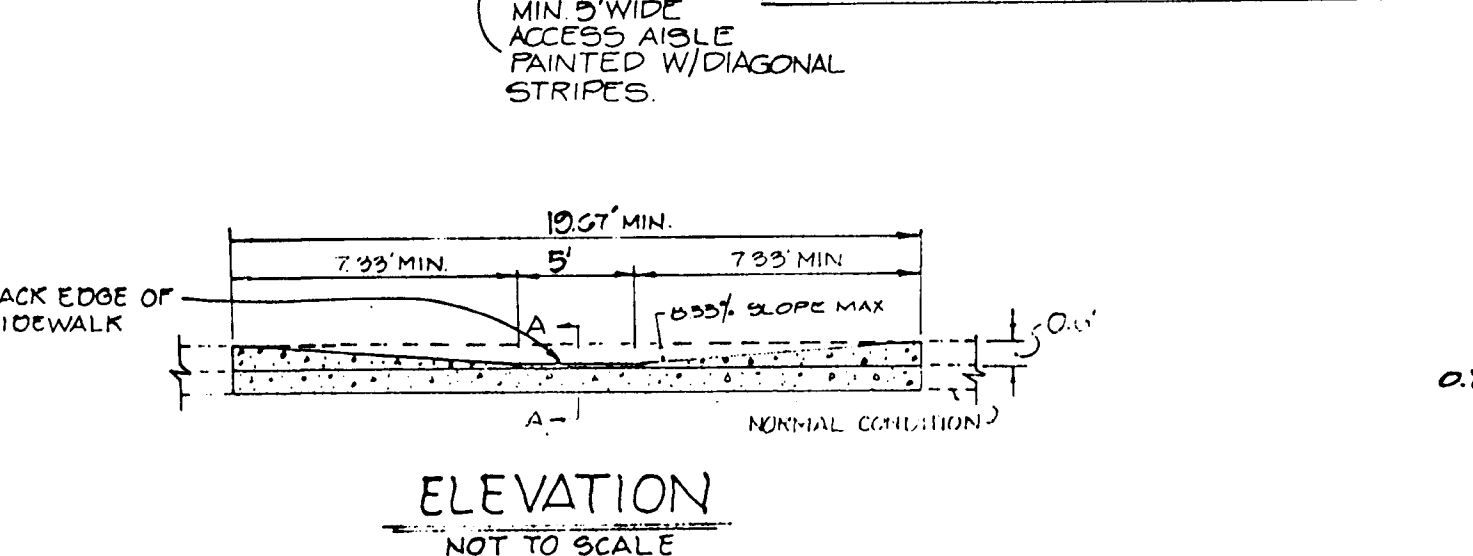 MIN. 5' WIDE
ACCESS AISLE
PAINTED W/DIAGONAL
STRIPES.
19.67' MIN.
7.33' MIN.
5'
7 33' MIN
ACK EDGE OF
IDEWALK
A
8.33% SLOPE MAX
A
NORMAL CONDITION
ELEVATION
NOT TO SCALE